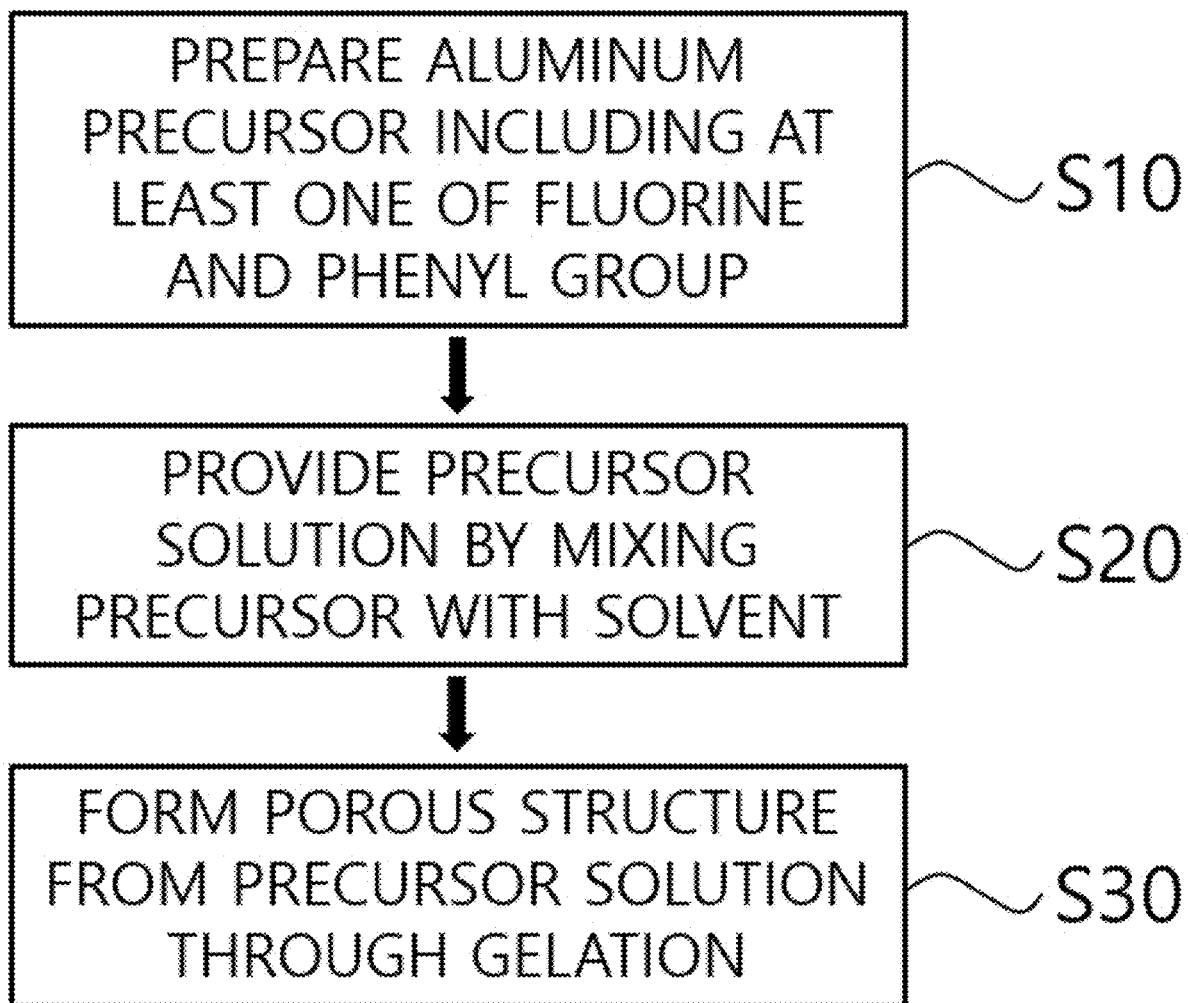 PREPARE ALUMINUM
PRECURSOR INCLUDING AT
LEAST ONE OF FLUORINE
AND PHENYL GROUP
S10
PROVIDE PRECURSOR
SOLUTION BY MIXING
PRECURSOR WITH SOLVENT
S20
FORM POROUS STRUCTURE
FROM PRECURSOR SOLUTION
THROUGH GELATION
S30